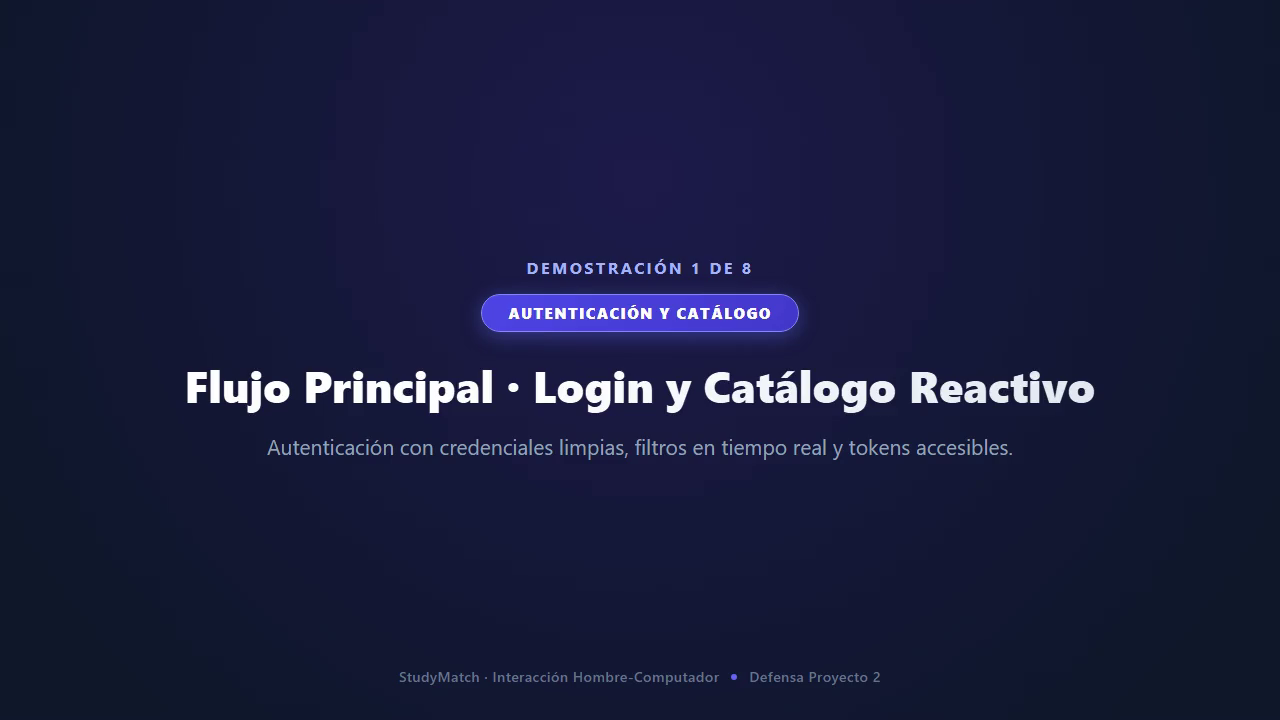 DEMOSTRACIÓN 1 DE 8
AUTENTICACIÓN Y CATÁLOGO
Flujo Principal · Login y Catálogo Reactivo
Autenticación con credenciales limpias, filtros en tiempo real y tokens accesibles.
StudyMatch · Interacción Hombre-Computador • Defensa Proyecto 2